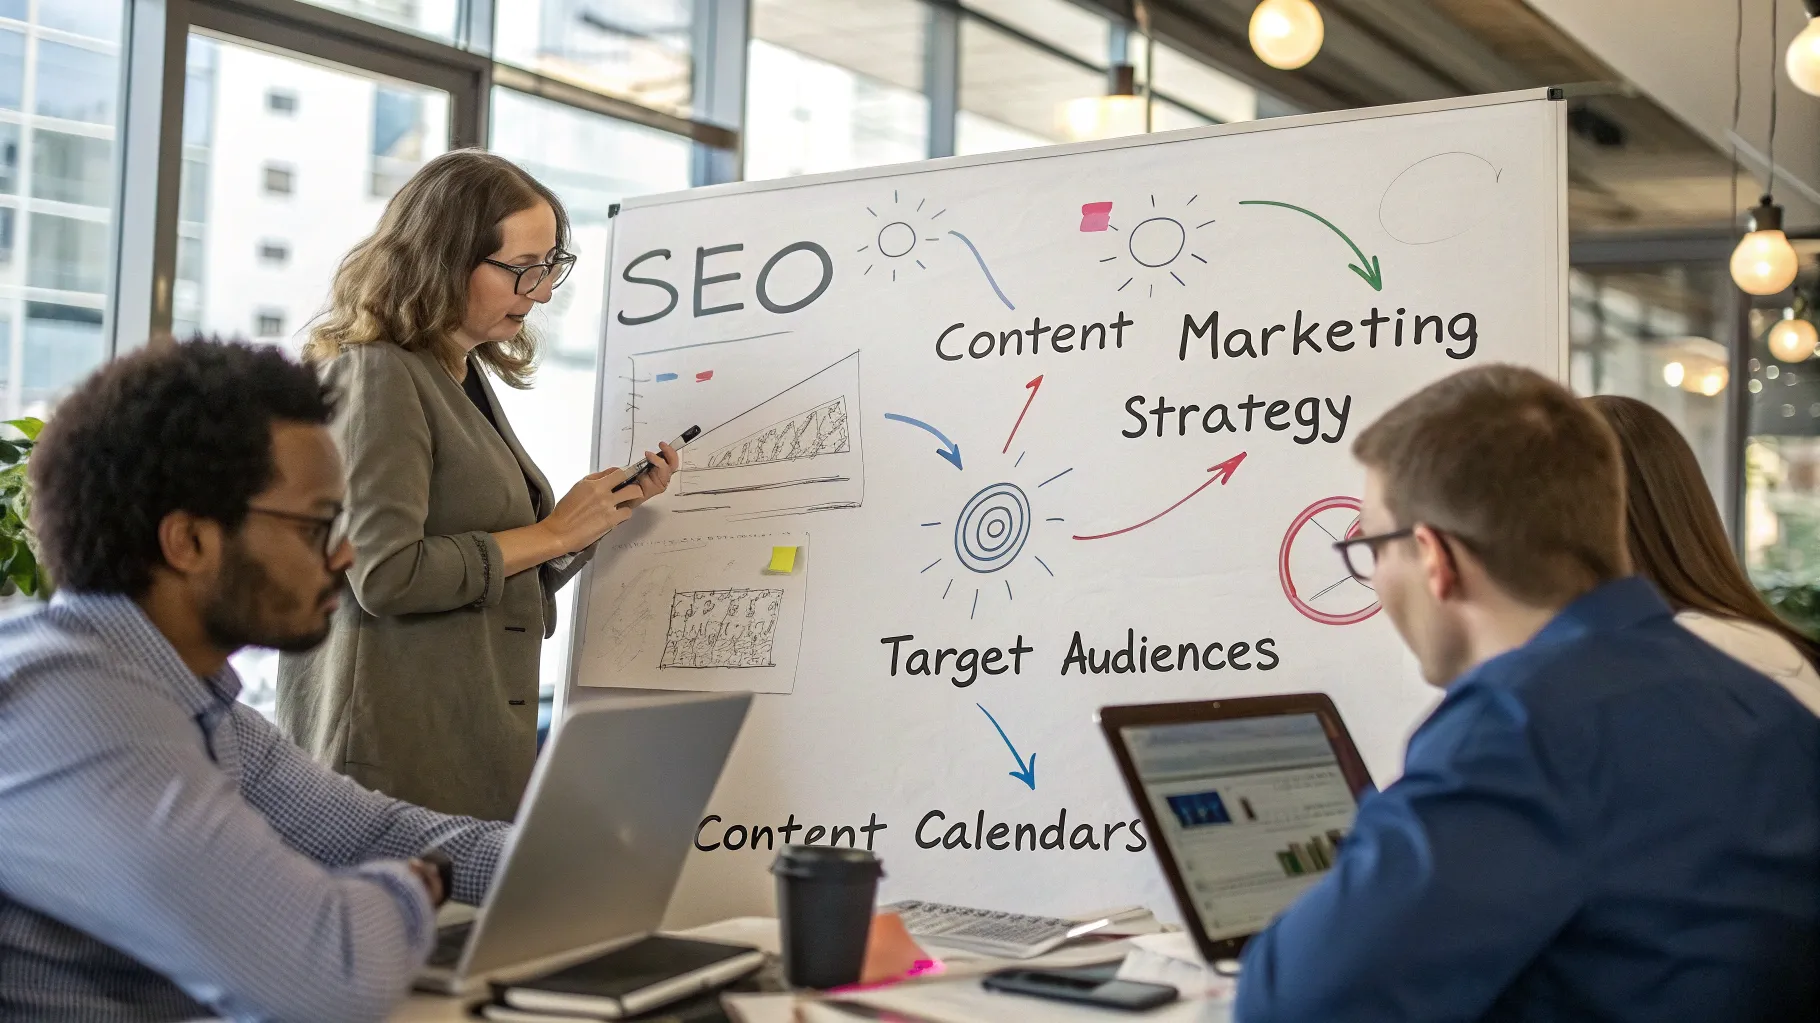 SEO
Content Marketing
Strategy
Target Audiences
Content Calendars